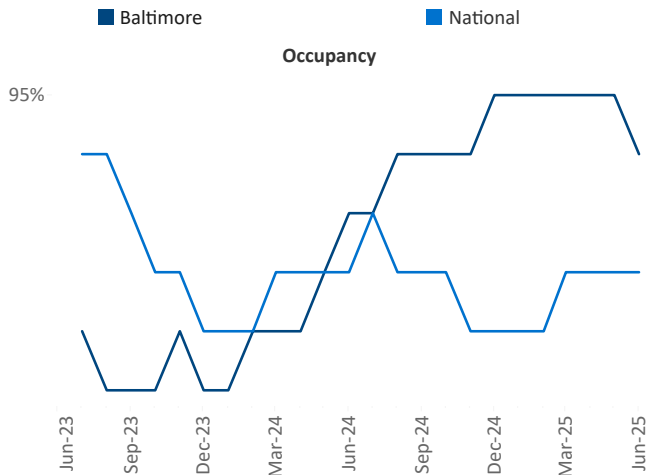 Baltimore National
Occupancy
95%
Jun-23 Sep-23 Dec-23 Mar-24 Jun-24 Sep-24 Dec-24 Mar-25 Jun-25